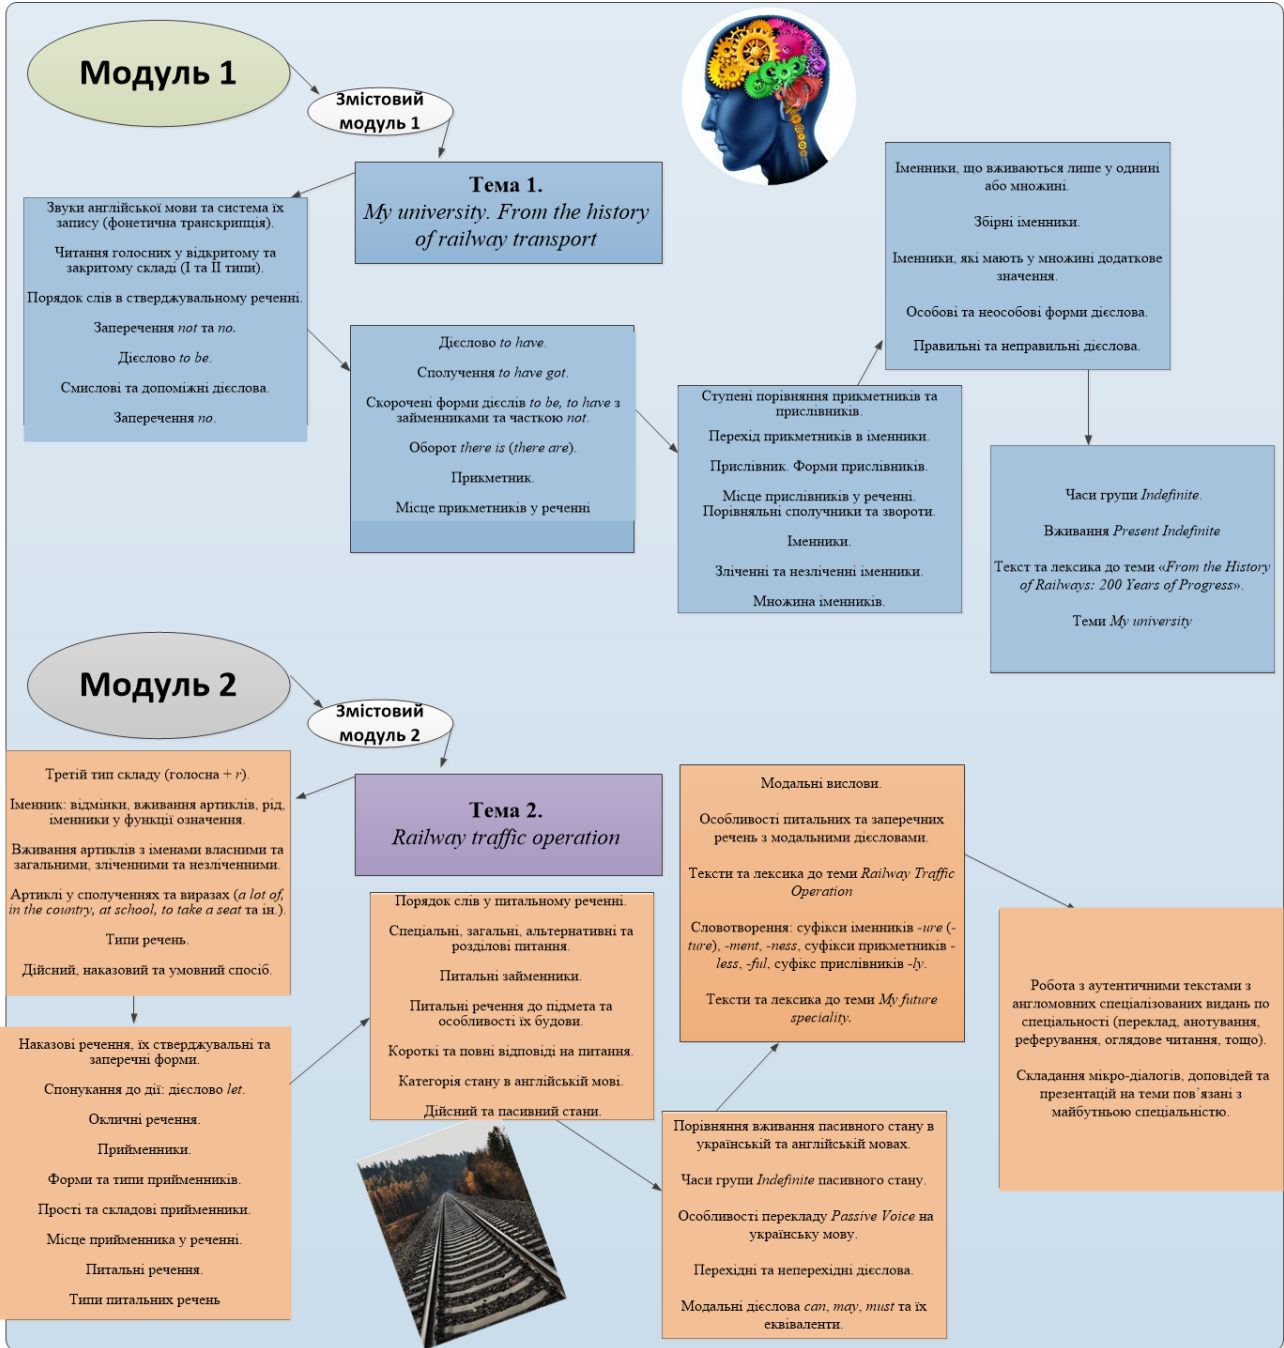 Модуль 1
Змістовий
модуль 1
Тема 1.
My university. From the history
of railway transport
Звуки англійської мови та система їх
запису (фонетична транскрипція).
Читання голосних у відкритому та
закритому складі (I та II типи).
Порядок слів в стверджувальному реченні.
Заперечення not та no.
Дієслово to be.
Смислові та допоміжні дієслова.
Заперечення no.
Дієслово to have.
Сполучення to have got.
Скорочені форми дієслів to be, to have з
займенниками та часткою not.
Оборот there is (there are).
Прикметник.
Місце прикметників у реченні
Ступені порівняння прикметників та
прислівників.
Перехід прикметників в іменники.
Прислівник. Форми прислівників.
Місце прислівників у реченні.
Порівняльні сполучники та звороти.
Іменники.
Зліченні та незліченні іменники.
Множина іменників.
Іменники, що вживаються лише у однині
або множині.
Збірні іменники.
Іменники, які мають у множині додаткове
значення.
Особові та неособові форми дієслова.
Правильні та неправильні дієслова.
Часи групи Indefinite.
Вживання Present Indefinite
Текст та лексика до теми «From the History
of Railways: 200 Years of Progress».
Теми My university
Модуль 2
Змістовий
модуль 2
Тема 2.
Railway traffic operation
Третій тип складу (голосна + r).
Іменник: відмінки, вживання артиклів, рід,
іменники у функції означення.
Вживання артиклів з іменами власними та
загальними, зліченними та незліченними.
Артиклі у сполученнях та виразах (a lot of,
in the country, at school, to take a seat та ін.).
Типи речень.
Дійсний, наказовий та умовний спосіб.
Наказові речення, їх стверджувальні та
заперечні форми.
Спонукання до дії: дієслово let.
Окличні речення.
Прийменники.
Форми та типи прийменників.
Прості та складові прийменники.
Місце прийменника у реченні.
Питальні речення.
Типи питальних речень
Порядок слів у питальному реченні.
Спеціальні, загальні, альтернативні та
розділові питання.
Питальні займенники.
Питальні речення до підмета та
особливості їх будови.
Короткі та повні відповіді на питання.
Категорія стану в англійській мові.
Дійсний та пасивний стани.
Порівняння вживання пасивного стану в
українській та англійській мовах.
Часи групи Indefinite пасивного стану.
Особливості перекладу Passive Voice на
українську мову.
Перехідні та неперехідні дієслова.
Модальні дієслова can, may, must та їх
еквіваленти.
Модальні вислови.
Особливості питальних та заперечних
речень з модальними дієсловами.
Тексти та лексика до теми Railway Traffic
Operation
Словотворення: суфікси іменників -ure (-
ture), -ment, -ness, суфікси прикметників -
less, -ful, суфікс прислівників -ly.
Тексти та лексика до теми My future
speciality.
Робота з аутентичними текстами з
англомовних спеціалізованих видань по
спеціальності (переклад, анотування,
реферування, оглядове читання, тощо).
Складання мікро-діалогів, доповідей та
презентацій на теми пов'язані з
майбутньою спеціальністю.